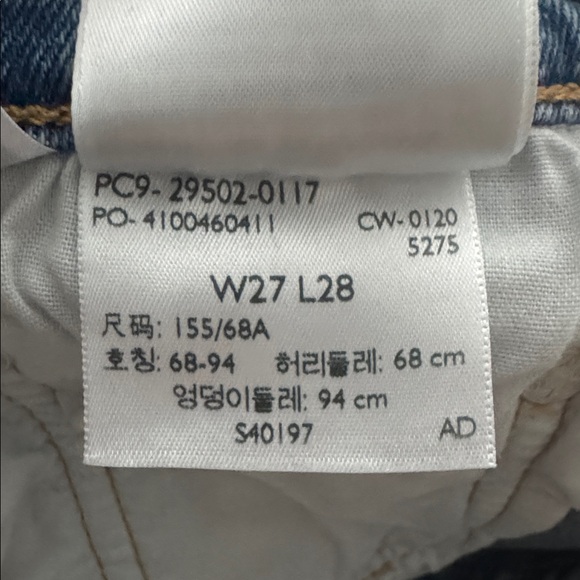 PC9- 29502-0117
PO- 4100460411 CW- 0120
5275
W27 L28
尺码: 155/68A
호칭: 68-94 허리둘레: 68 cm
엉덩이둘레: 94 cm
S40197 AD